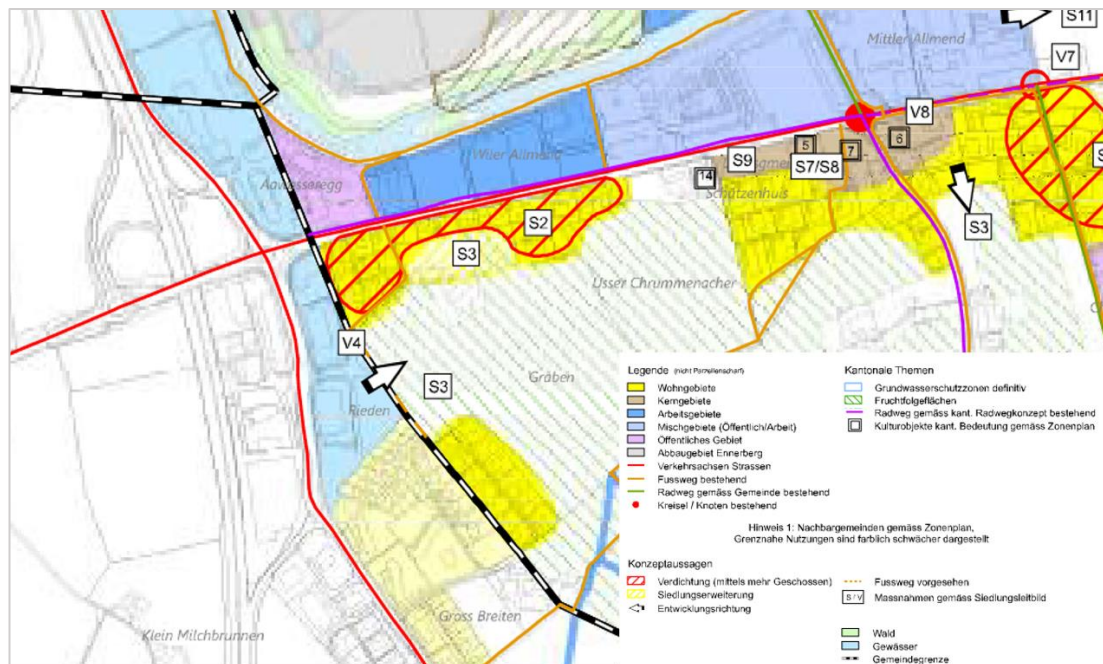 S11
Mittler Allmend
V7
V8
Wiler Allmend
5
6
7
S9
S7/S8
14
Schützenhuis
Aawasseregg
S2
S3
S3
Usser Chrummenacher
V4
S3
Gräben
Rieden
Gross Breiten
Klein Milchbrunnen
Legende (nicht Parzellenscharf)
Wohngebiete
Kerngebiete
Arbeitsgebiete
Mischgebiete (Öffentlich/Arbeit)
Öffentliches Gebiet
Abbaugebiet Ennerberg
Verkehrsachsen Strassen
Fussweg bestehend
Radweg gemäss Gemeinde bestehend
Kreisel / Knoten bestehend
Kantonale Themen
Grundwasserschutzzonen definitiv
Fruchtfolgeflächen
Radweg gemäss kant. Radwegkonzept bestehend
Kulturobjekte kant. Bedeutung gemäss Zonenplan
Hinweis 1: Nachbargemeinden gemäss Zonenplan,
Grenznahe Nutzungen sind farblich schwächer dargestellt
Konzeptaussagen
Verdichtung (mittels mehr Geschossen)
Siedlungserweiterung
Entwicklungsrichtung
Fussweg vorgesehen
S / V Massnahmen gemäss Siedlungsleitbild
Wald
Gewässer
Gemeindegrenze